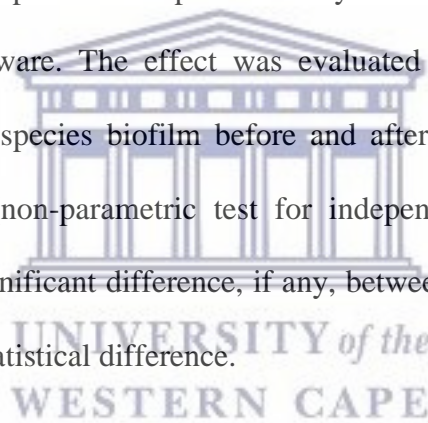 ware. The effect was evaluated
species biofilm before and after
non-parametric test for indepen
nificant difference, if any, betwee
atistical difference.
UNIVERSITY of the
WESTERN CAPE